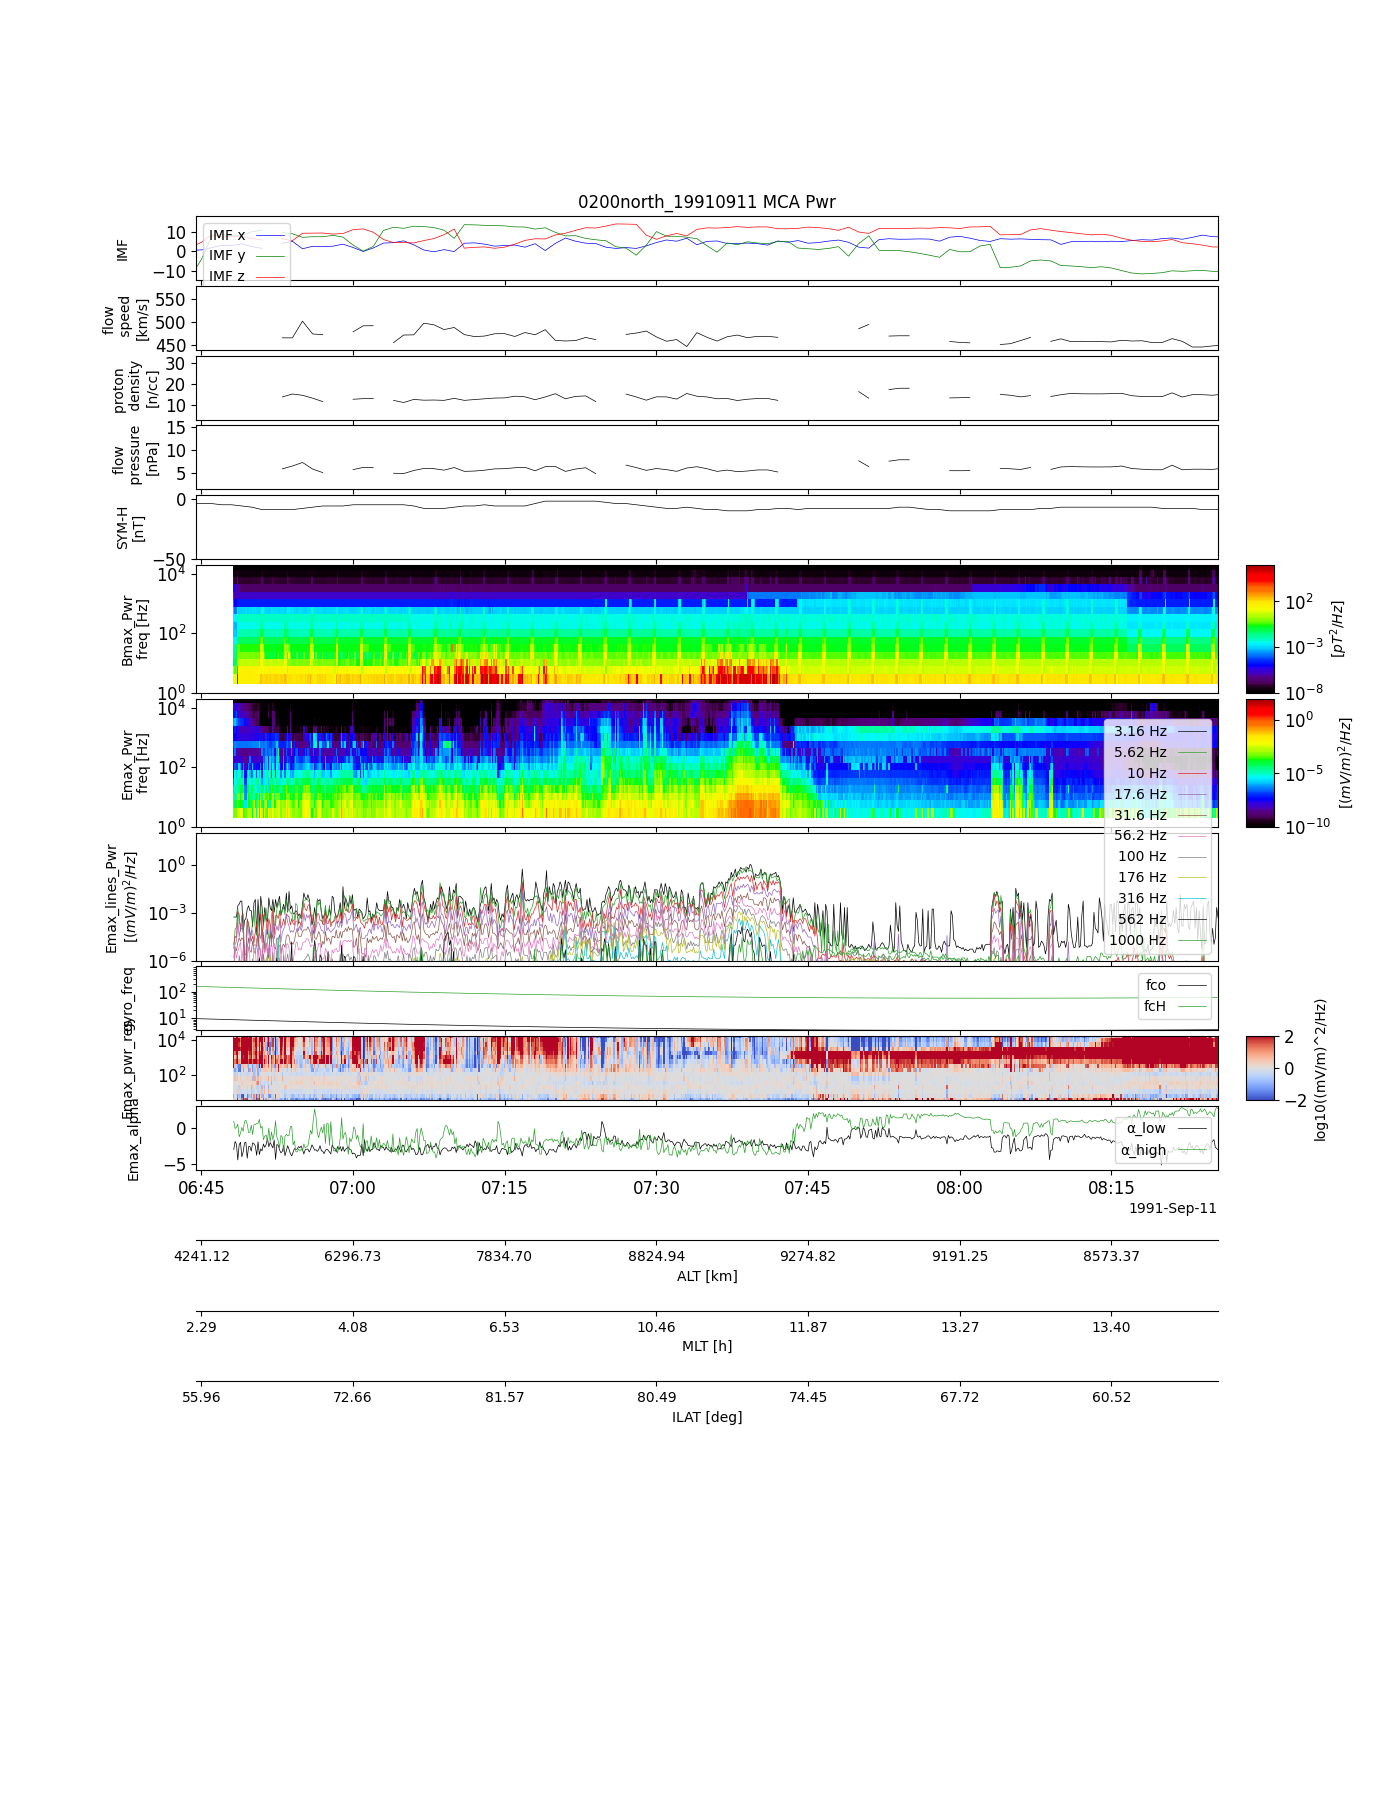 0200north_19910911 MCA Pwr
IMF
10
0
−10
IMF x
IMF y
IMF z
flow
speed
[km/s]
550
500
450
proton
density
[n/cc]
30
20
10
flow
pressure
[nPa]
15
10
5
SYM-H
[nT]
0
−50
Bmax_Pwr
freq [Hz]
10^4
10^2
10^0
10^2
10^−3
10^−8
[pT^2/Hz]
Emax_Pwr
freq [Hz]
10^4
10^2
10^0
10^0
10^−5
10^−10
[(mV/m)^2/Hz]
3.16 Hz
5.62 Hz
10 Hz
17.6 Hz
31.6 Hz
56.2 Hz
100 Hz
176 Hz
316 Hz
562 Hz
1000 Hz
Emax_lines_Pwr
[(mV/m)^2/Hz]
10^0
10^−3
10^−6
gyro_freq
10^2
10^1
fco
fcH
Emax_pwr_reg
10^4
10^2
2
0
−2
log10((mV/m)^2/Hz)
Emax_alpha
0
−5
α_low
α_high
06:45 07:00 07:15 07:30 07:45 08:00 08:15
1991-Sep-11
4241.12 6296.73 7834.70 8824.94 9274.82 9191.25 8573.37
ALT [km]
2.29 4.08 6.53 10.46 11.87 13.27 13.40
MLT [h]
55.96 72.66 81.57 80.49 74.45 67.72 60.52
ILAT [deg]